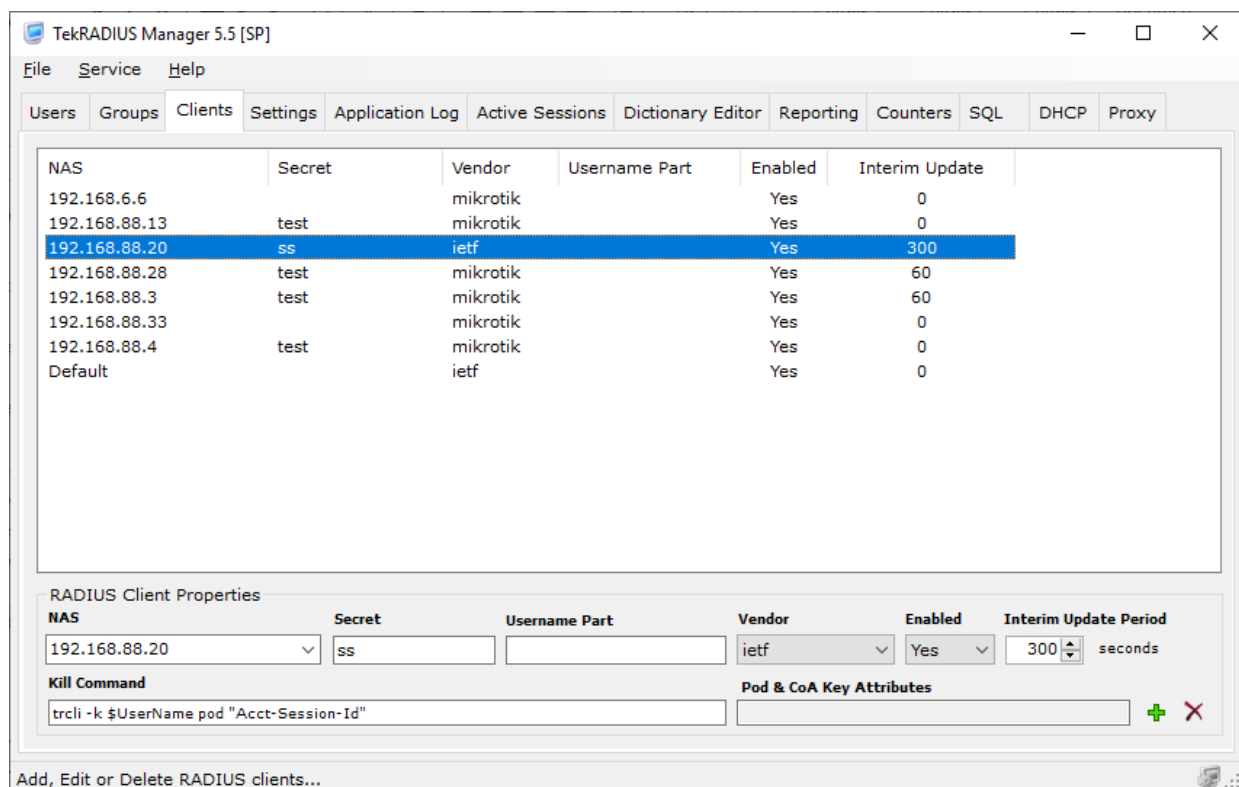 TekRADIUS Manager 5.5 [SP]
File Service Help
Users Groups Clients Settings Application Log Active Sessions Dictionary Editor Reporting Counters SQL DHCP Proxy
NAS Secret Vendor Username Part Enabled Interim Update
192.168.6.6 mikrotik Yes 0
192.168.88.13 test mikrotik Yes 0
192.168.88.20 ss ietf Yes 300
192.168.88.28 test mikrotik Yes 60
192.168.88.3 test mikrotik Yes 60
192.168.88.33 mikrotik Yes 0
192.168.88.4 test mikrotik Yes 0
Default ietf Yes 0
RADIUS Client Properties
NAS Secret Username Part Vendor Enabled Interim Update Period
192.168.88.20 ss ietf Yes 300 seconds
Kill Command Pod & CoA Key Attributes
trcli -k $UserName pod "Acct-Session-Id"
Add, Edit or Delete RADIUS clients...